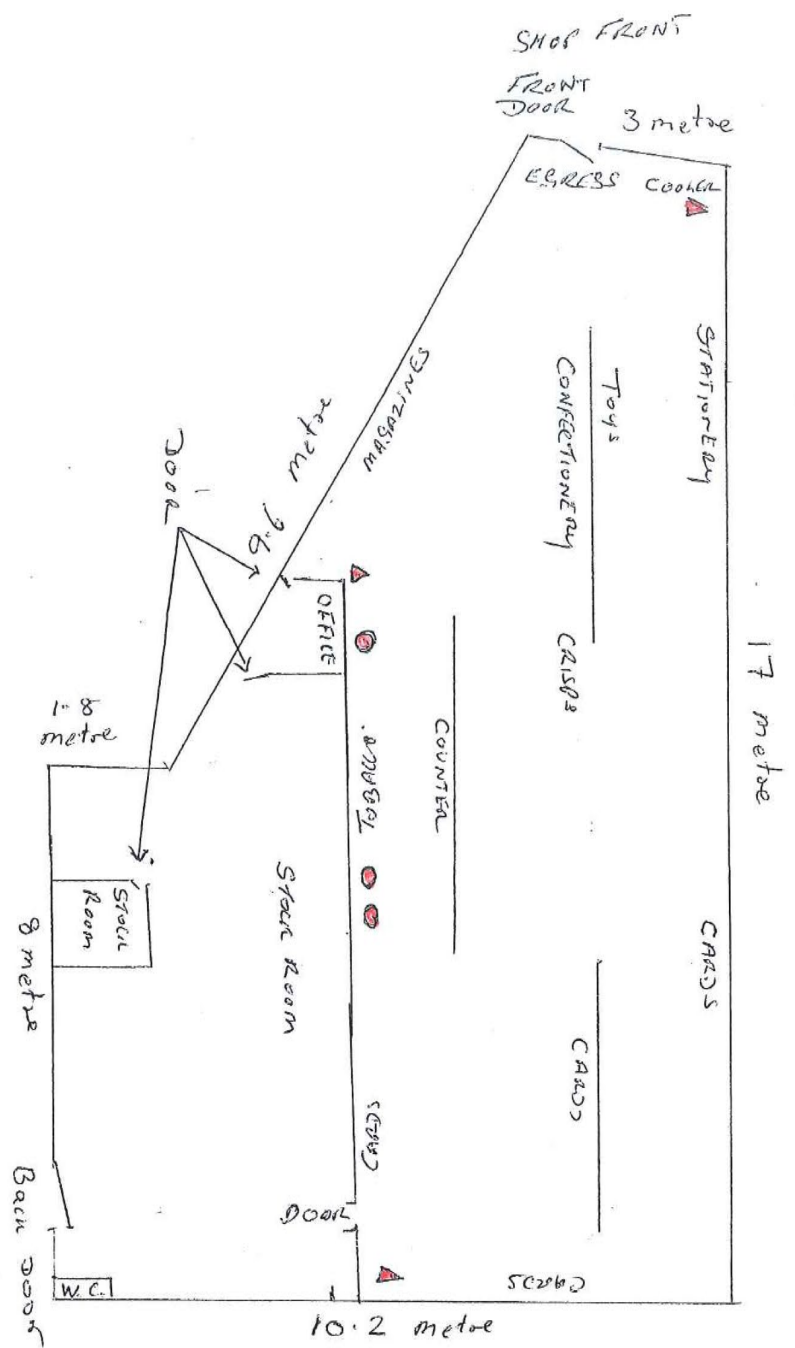 SHOP FRONT
FRONT
DOOR
3 metre
EGRESS
COOLER
STATIONERY
TOYS
CONFECTIONERY
MAGAZINES
9.6 metre
DOOR
OFFICE
CRISPS
17 metre
1.8
metre
TOBACCO
COUNTER
STOCK
ROOM
STOCK ROOM
8 metre
CARDS
CARDS
CARDS
DOOR
BACK DOOR
W.C.
CARDS
10.2 metre